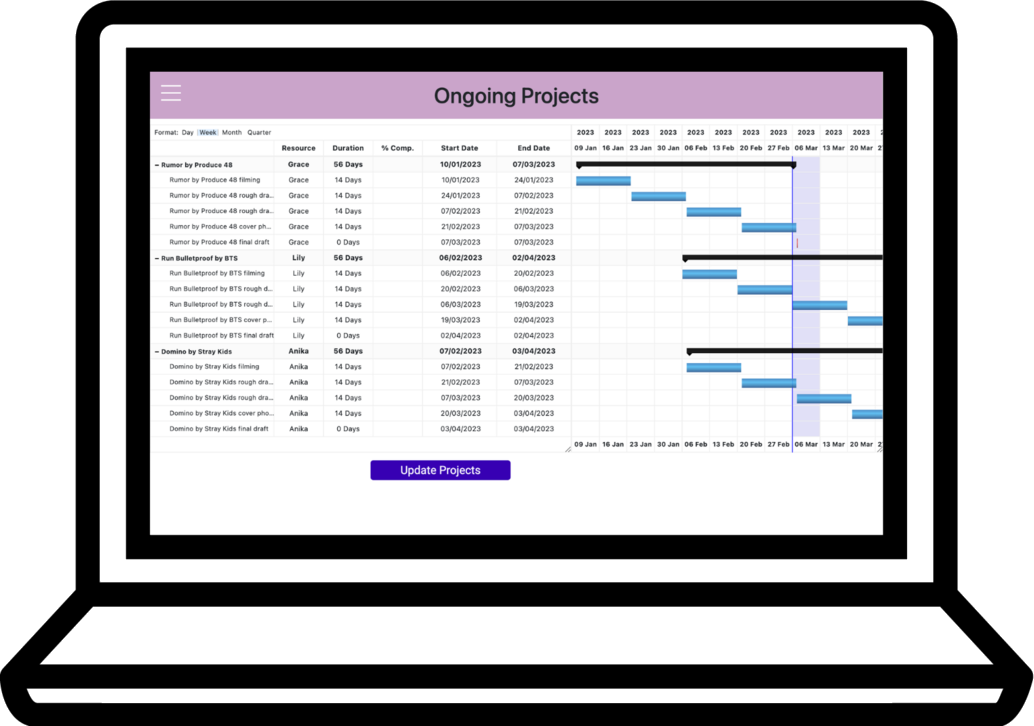 Ongoing Projects
Format: Day Week Month Quarter 2023 2023 2023 2023 2023 2023 2023 2023 2023 2023 2023
Resource Duration % Comp. Start Date End Date 09 Jan 16 Jan 23 Jan 30 Jan 06 Feb 13 Feb 20 Feb 27 Feb 06 Mar 13 Mar 20 Mar
– Rumor by Produce 48 Grace 56 Days 10/01/2023 07/03/2023
Rumor by Produce 48 filming Grace 14 Days 10/01/2023 24/01/2023
Rumor by Produce 48 rough dra... Grace 14 Days 24/01/2023 07/02/2023
Rumor by Produce 48 rough dra... Grace 14 Days 07/02/2023 21/02/2023
Rumor by Produce 48 cover ph... Grace 14 Days 21/02/2023 07/03/2023
Rumor by Produce 48 final draft Grace 0 Days 07/03/2023 07/03/2023
– Run Bulletproof by BTS Lily 56 Days 06/02/2023 02/04/2023
Run Bulletproof by BTS filming Lily 14 Days 06/02/2023 20/02/2023
Run Bulletproof by BTS rough d... Lily 14 Days 20/02/2023 06/03/2023
Run Bulletproof by BTS rough d... Lily 14 Days 06/03/2023 19/03/2023
Run Bulletproof by BTS cover p... Lily 14 Days 19/03/2023 02/04/2023
Run Bulletproof by BTS final draft Lily 0 Days 02/04/2023 02/04/2023
– Domino by Stray Kids Anika 56 Days 07/02/2023 03/04/2023
Domino by Stray Kids filming Anika 14 Days 07/02/2023 21/02/2023
Domino by Stray Kids rough dra... Anika 14 Days 21/02/2023 07/03/2023
Domino by Stray Kids rough dra... Anika 14 Days 07/03/2023 20/03/2023
Domino by Stray Kids cover pho... Anika 14 Days 20/03/2023 03/04/2023
Domino by Stray Kids final draft Anika 0 Days 03/04/2023 03/04/2023
09 Jan 16 Jan 23 Jan 30 Jan 06 Feb 13 Feb 20 Feb 27 Feb 06 Mar 13 Mar 20 Mar
Update Projects